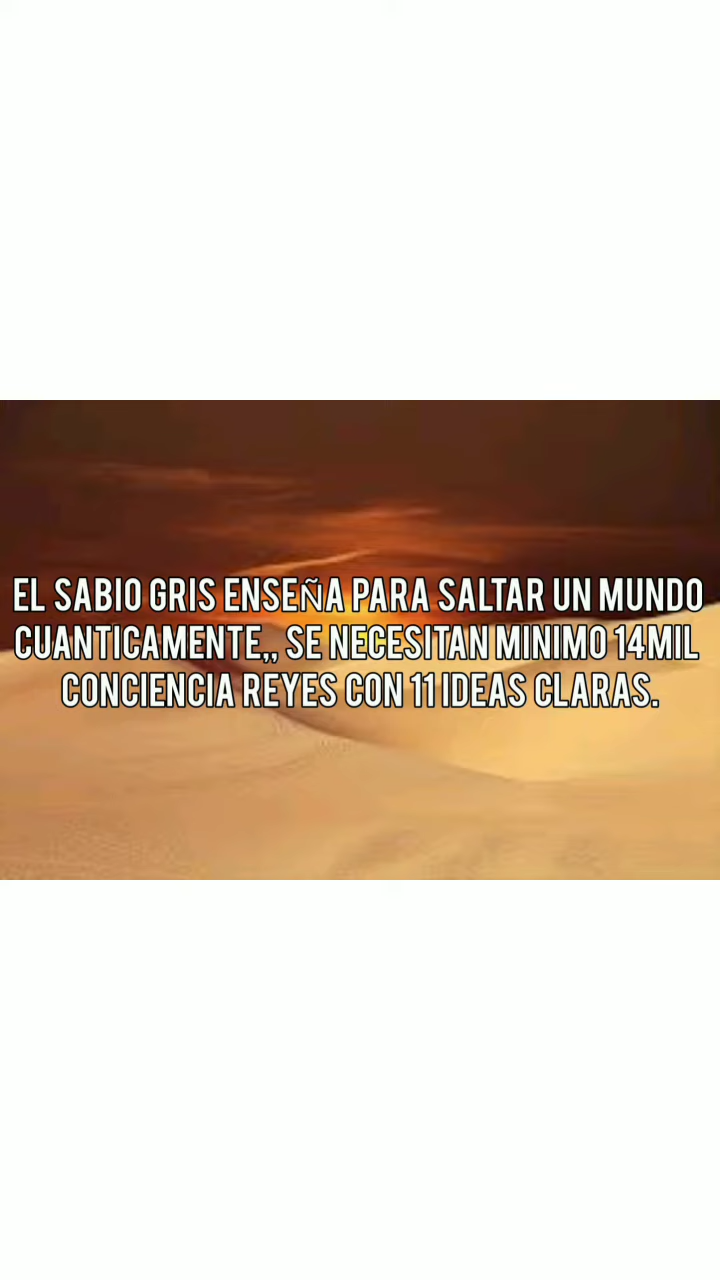 EL SABIO GRIS ENSEÑA PARA SALTAR UN MUNDO
CUANTICAMENTE,, SE NECESITAN MINIMO 14MIL
CONCIENCIA REYES CON 11 IDEAS CLARAS.